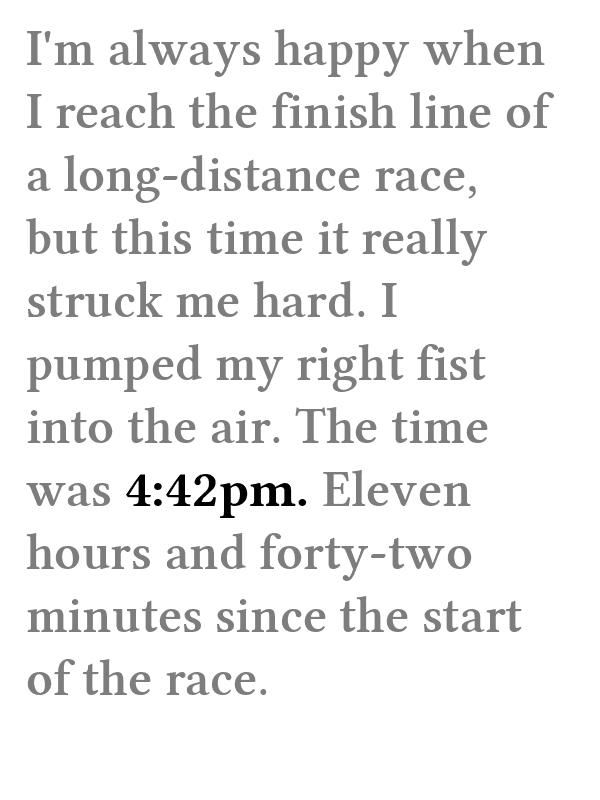 I'm always happy when
I reach the finish line of
a long-distance race,
but this time it really
struck me hard. I
pumped my right fist
into the air. The time
was 4:42pm. Eleven
hours and forty-two
minutes since the start
of the race.